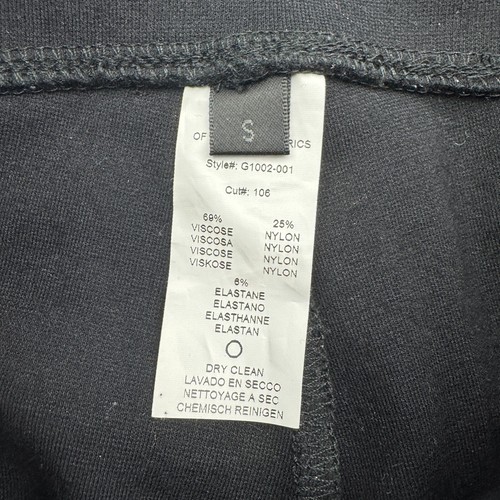 S
OF RICS
Style#: G1002-001
Cut#: 106
69% 25%
VISCOSE NYLON
VISCOSA NYLON
VISCOSE NYLON
VISKOSE NYLON
6%
ELASTANE
ELASTANO
ELASTHANNE
ELASTAN
DRY CLEAN
LAVADO EN SECCO
NETTOYAGE A SEC
CHEMISCH REINIGEN